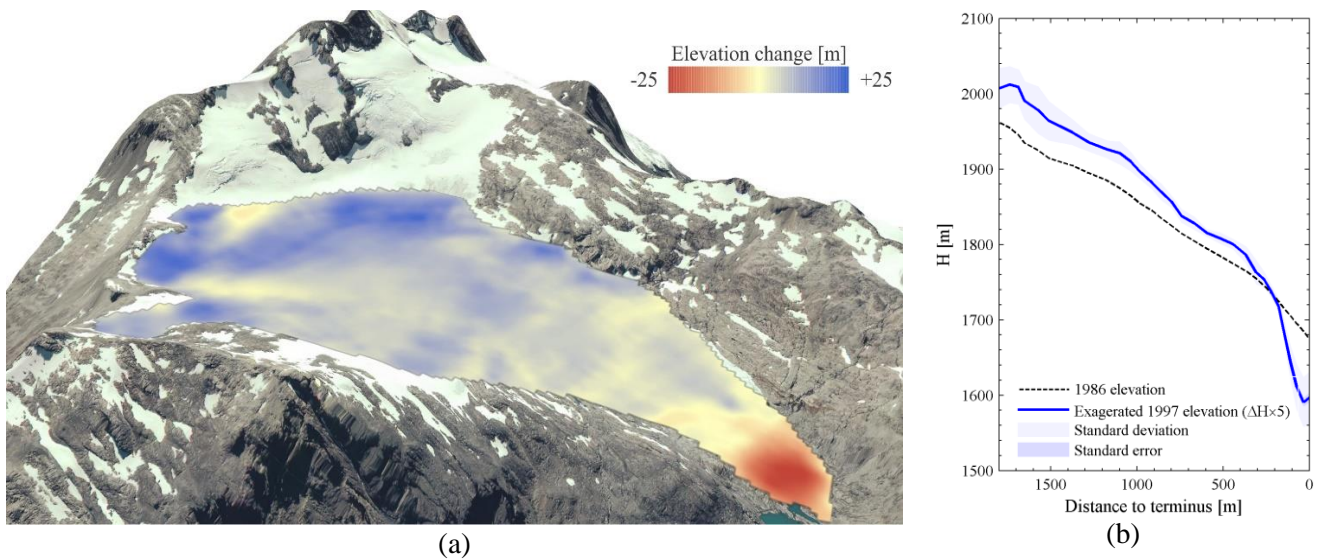 Elevation change [m]
-25
+25
(a)
2100
2000
1900
1800
1700
1600
1500
H [m]
1986 elevation
Exagerated 1997 elevation (ΔH×5)
Standard deviation
Standard error
1500
1000
500
0
Distance to terminus [m]
(b)